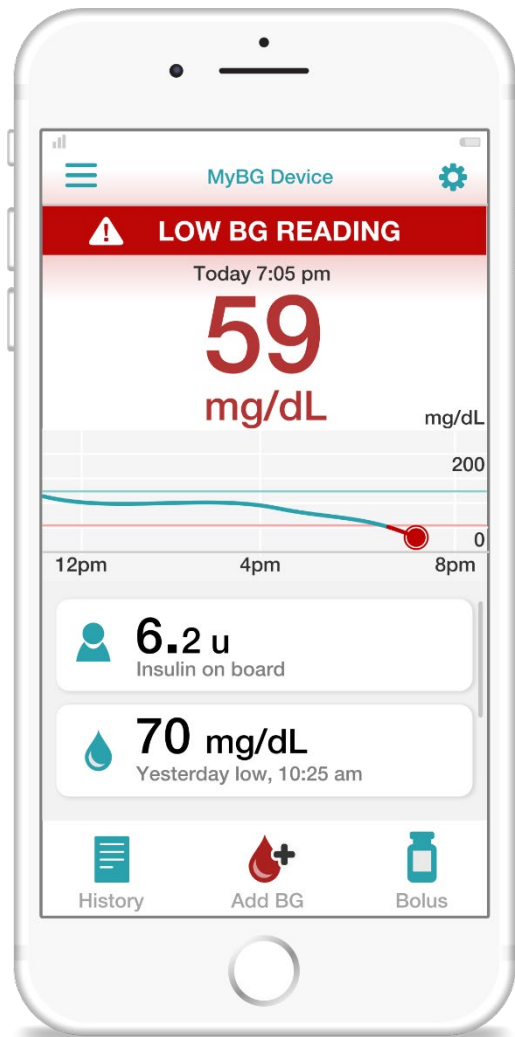 MyBG Device
LOW BG READING
Today 7:05 pm
59
mg/dL
mg/dL
200
0
12pm 4pm 8pm
6.2 u
Insulin on board
70 mg/dL
Yesterday low, 10:25 am
History Add BG Bolus